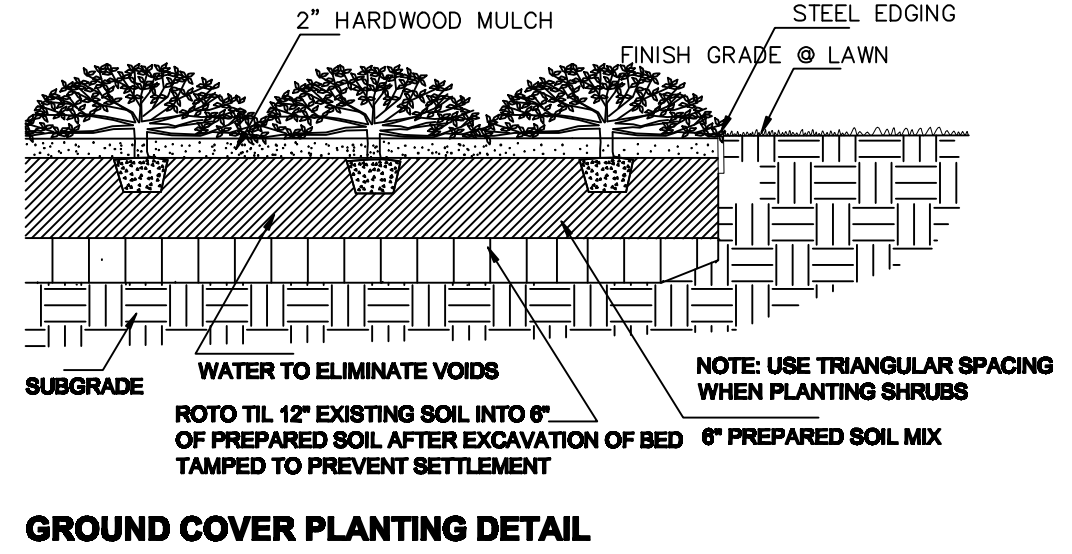 STEEL EDGING
2" HARDWOOD MULCH
FINISH GRADE @ LAWN
NOTE: USE TRIANGULAR SPACING
WHEN PLANTING SHRUBS
WATER TO ELIMINATE VOIDS
SUBGRADE
ROTO TIL 12" EXISTING SOIL INTO 6"
OF PREPARED SOIL AFTER EXCAVATION OF BED
TAMPED TO PREVENT SETTLEMENT
6" PREPARED SOIL MIX
GROUND COVER PLANTING DETAIL